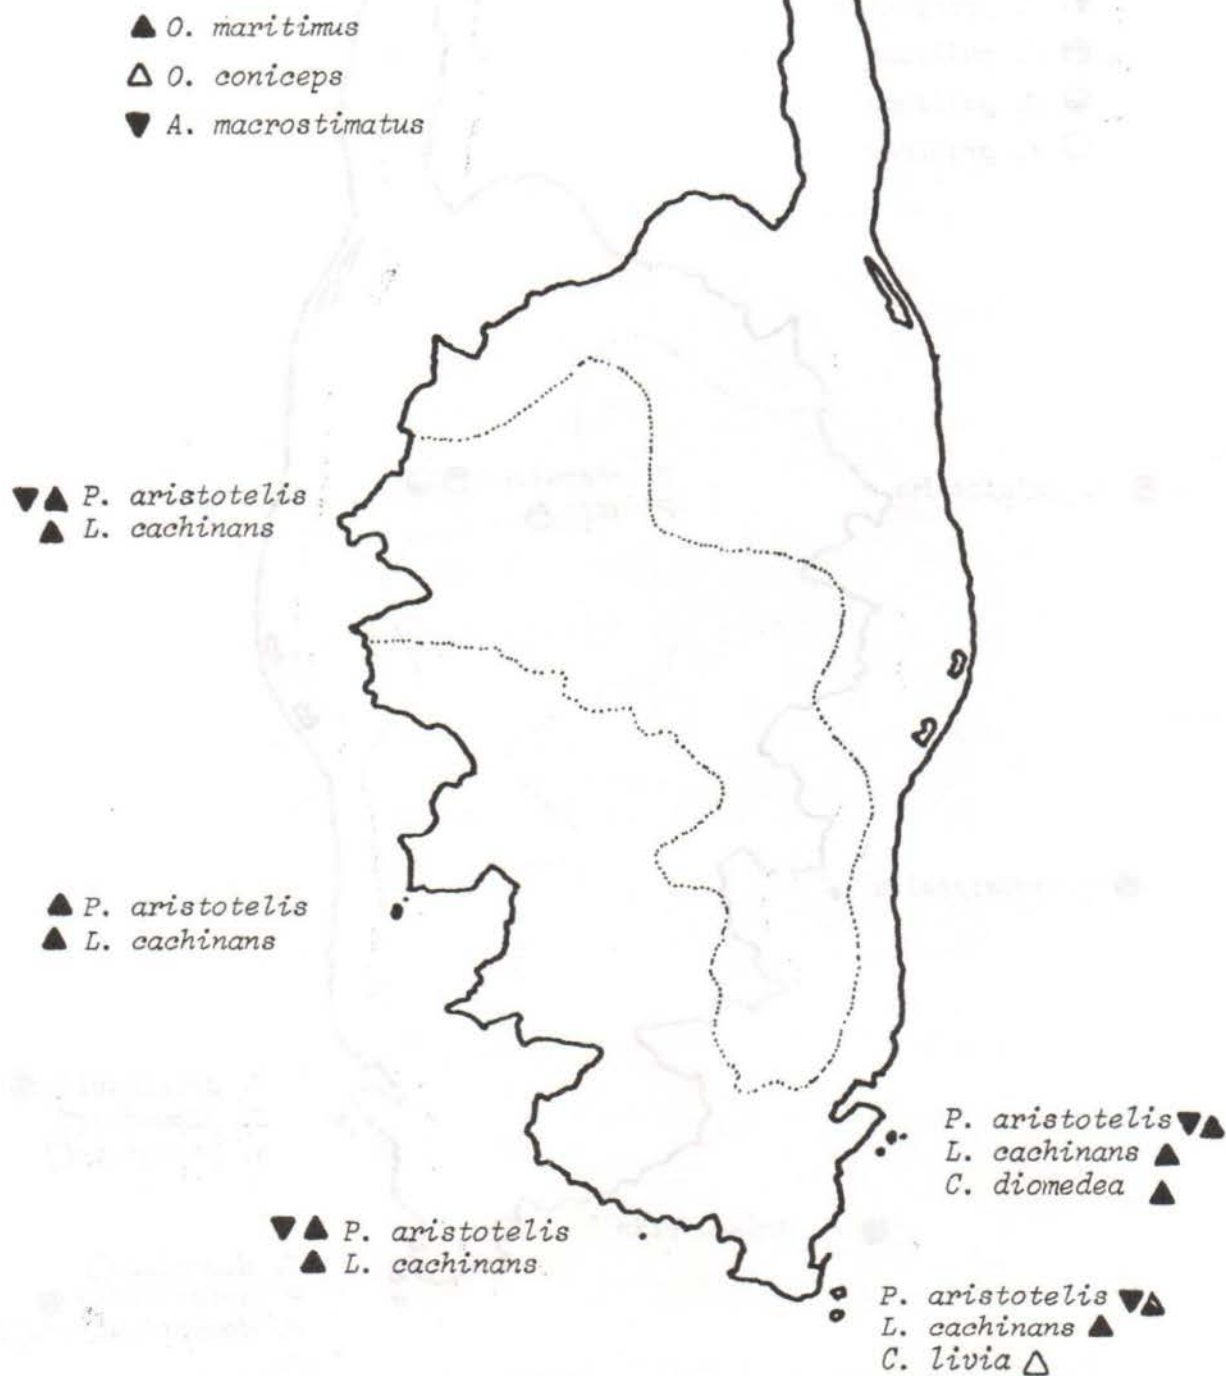 ▲ O. maritimus
△ O. coniceps
▼ A. macrostimatus
▼▲ P. aristotelis
▲ L. cachinans
▲ P. aristotelis
▲ L. cachinans
P. aristotelis ▼▲
L. cachinans ▲
C. diomedea ▲
▼▲ P. aristotelis
▲ L. cachinans
P. aristotelis ▼▲
L. cachinans ▲
C. livia △